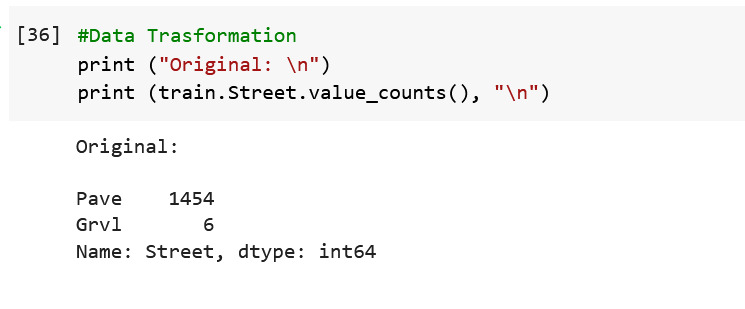 [36] #Data Trasformation
print ("Original: \n")
print (train.Street.value_counts(), "\n")
Original:
Pave    1454
Grvl       6
Name: Street, dtype: int64